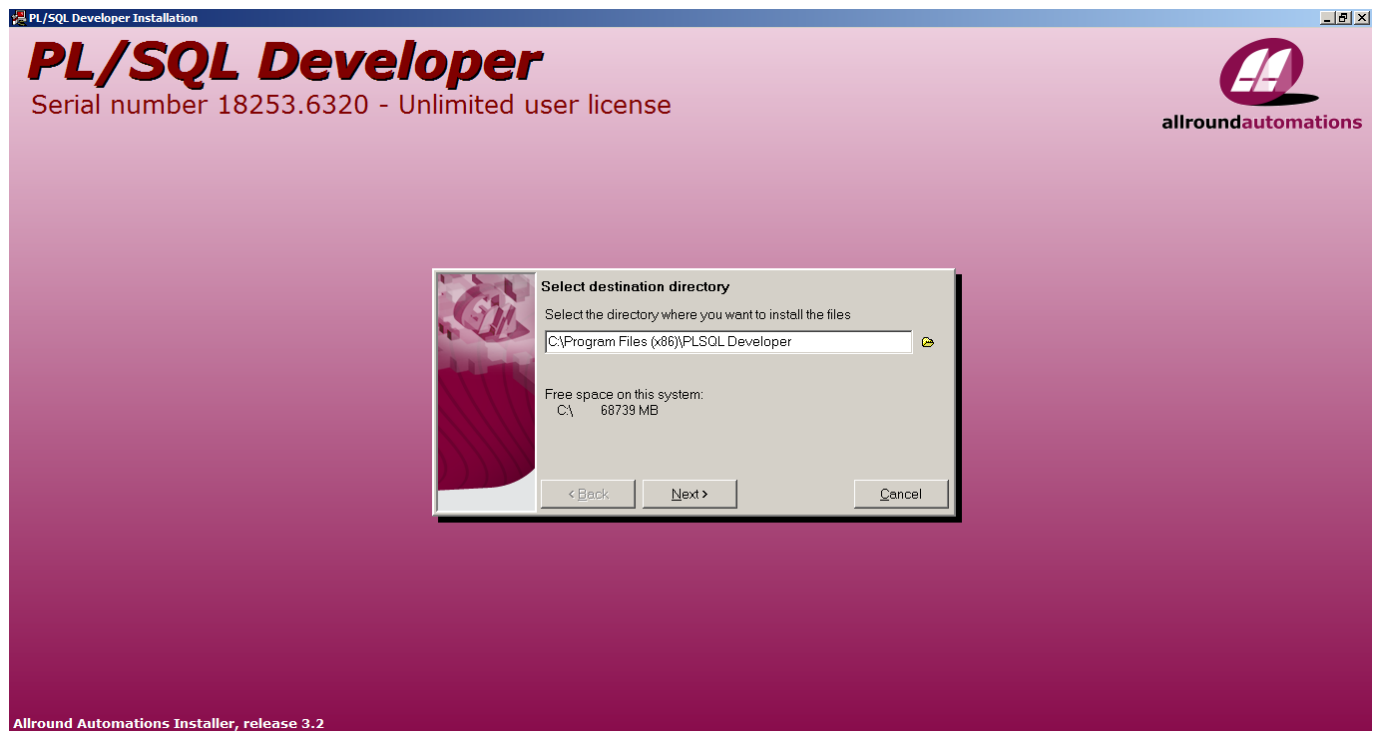 PL/SQL Developer Installation
PL/SQL Developer
Serial number 18253.6320 - Unlimited user license
allroundautomations
Select destination directory
Select the directory where you want to install the files
C:\Program Files (x86)\PLSQL Developer
Free space on this system:
C:\ 68739 MB
< Back Next > Cancel
Allround Automations Installer, release 3.2